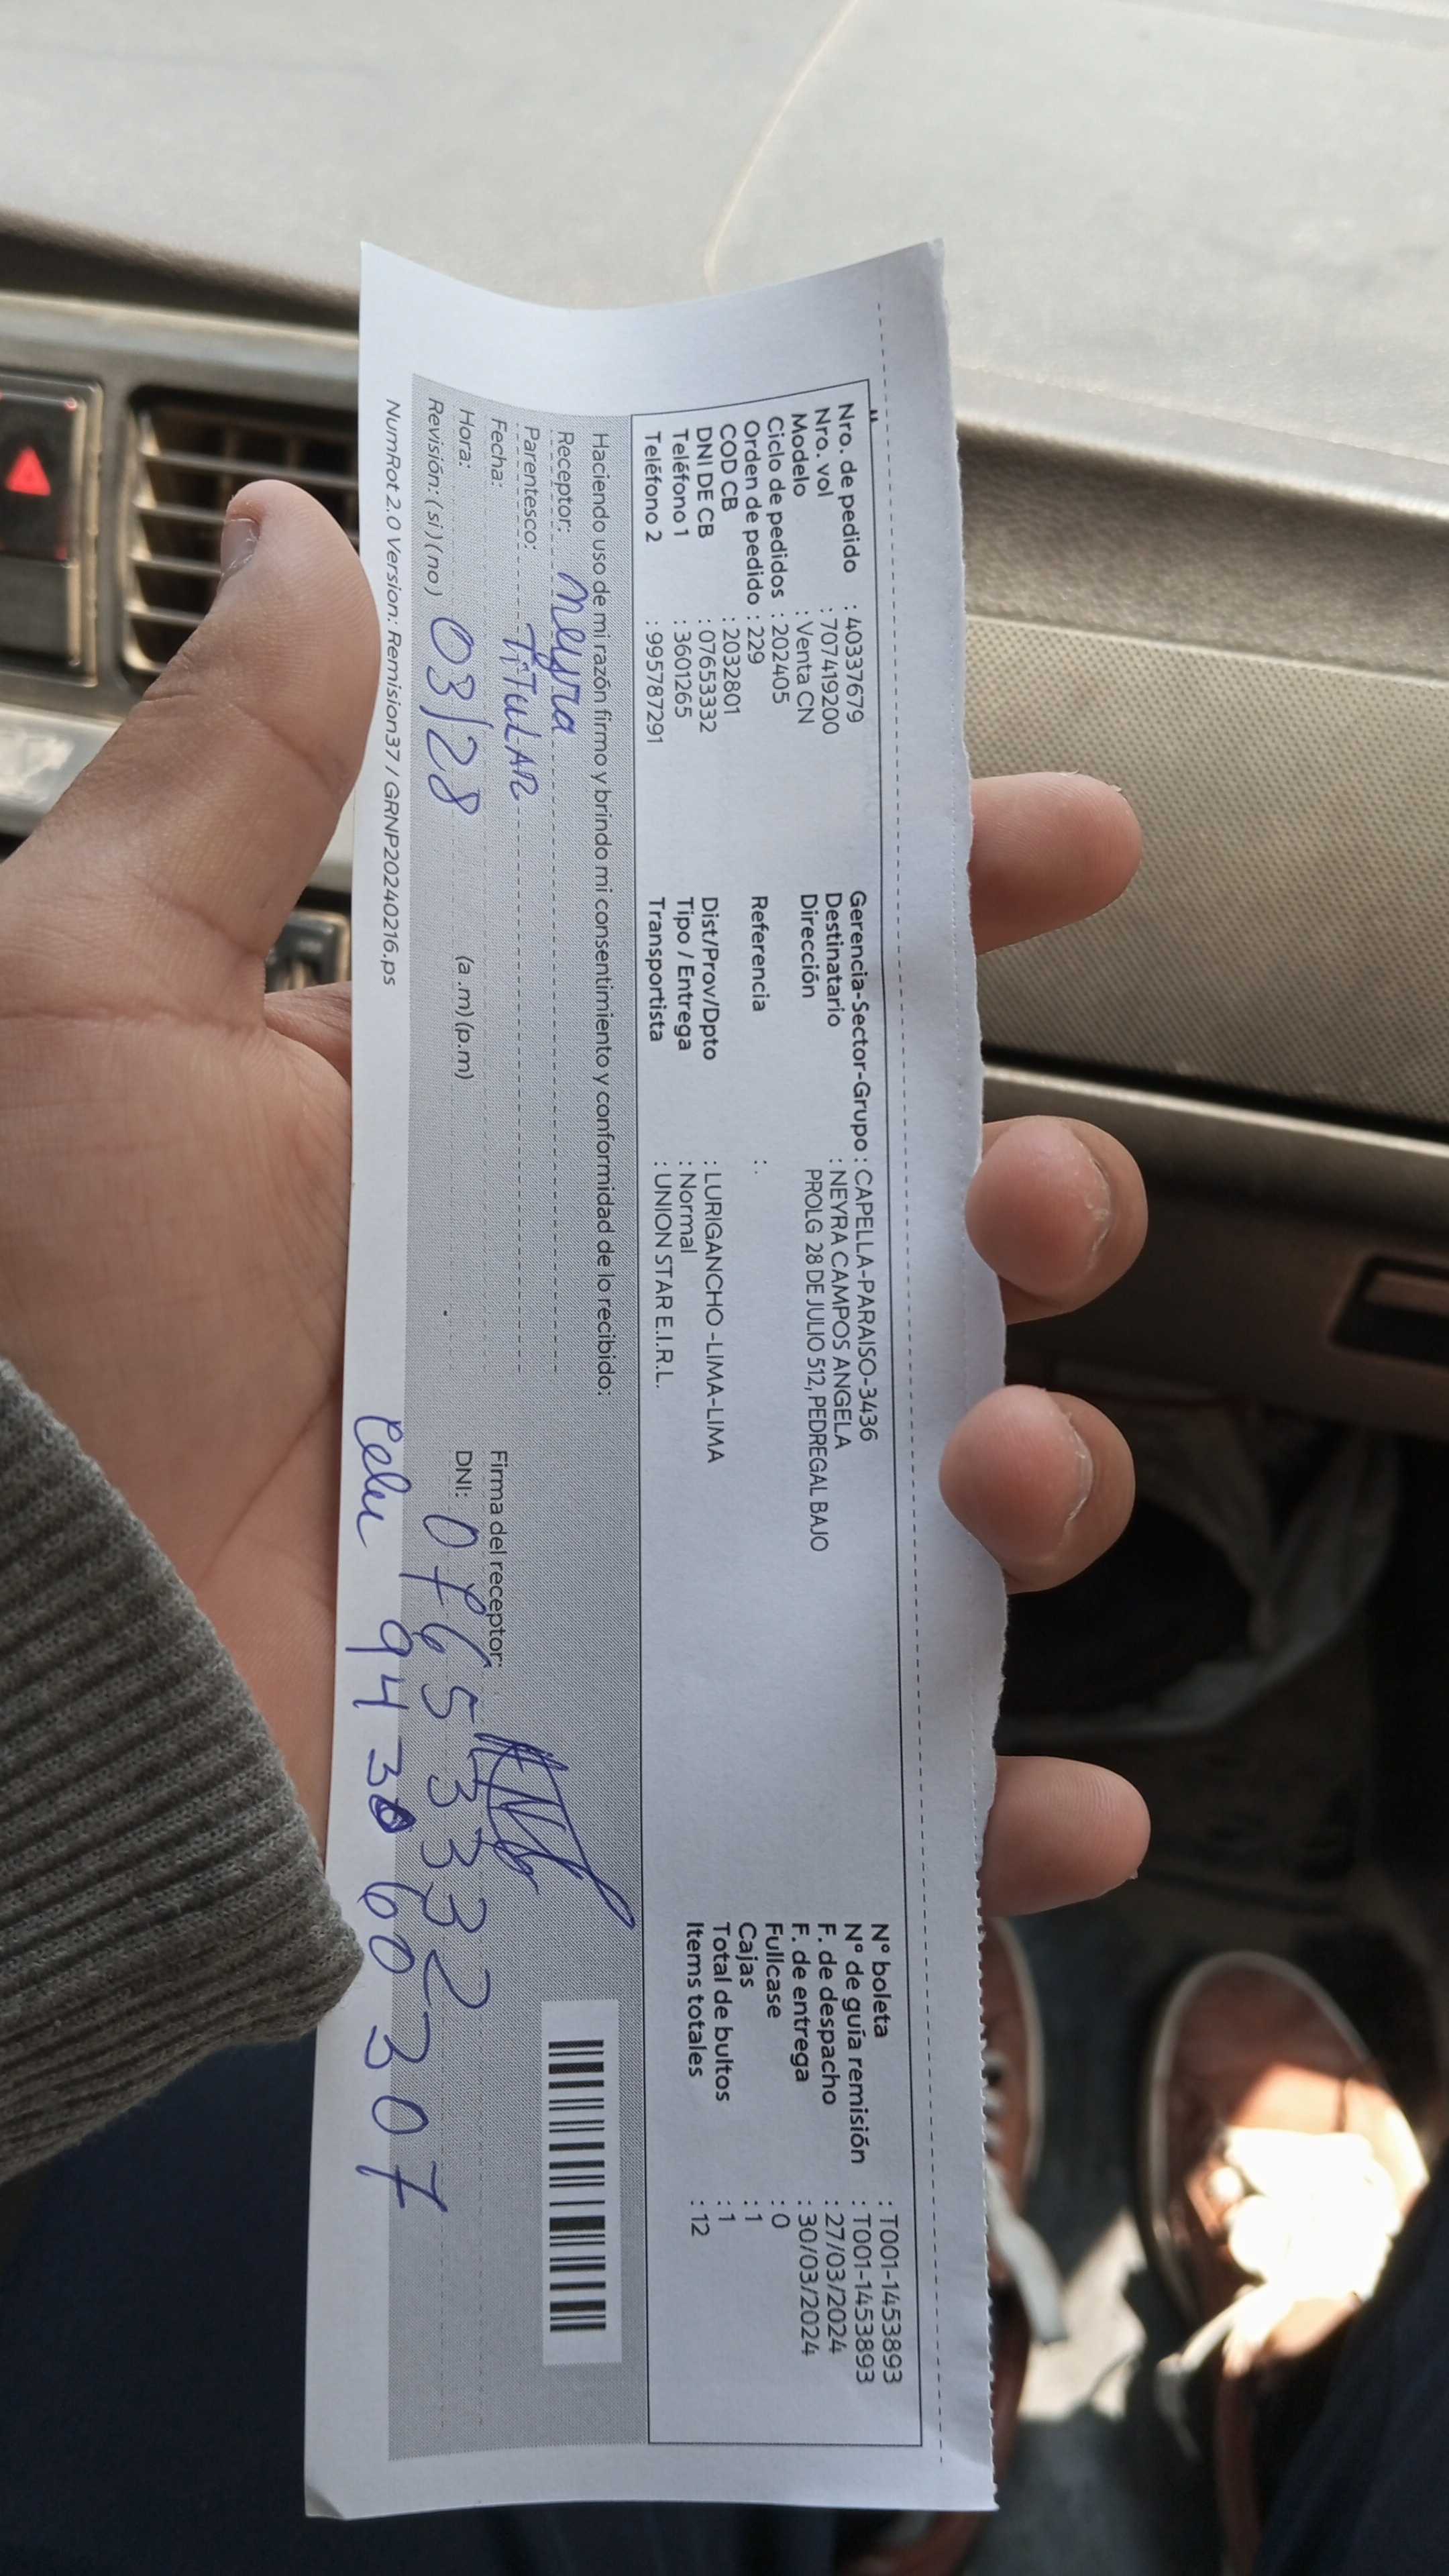 Nro. de pedido : 40337679
Nro. vol : 707419200
Modelo : Venta CN
Ciclo de pedidos : 202405
Orden de pedido : 229
COD CB : 2032801
DNI DE CB : 07653332
Teléfono 1 : 3601265
Teléfono 2 : 995787291
Gerencia-Sector-Grupo : CAPELLA-PARAISO-3436
Destinatario : NEYRA CAMPOS ANGELA
Dirección PROLG 28 DE JULIO 512, PEDREGAL BAJO
Referencia : .
Dist/Prov/Dpto : LURIGANCHO -LIMA-LIMA
Tipo / Entrega : Normal
Transportista : UNION STAR E.I.R.L.
N° boleta : T001-1453893
N° de guía remisión : T001-1453893
F. de despacho : 27/03/2024
F. de entrega : 30/03/2024
Fullcase : 0
Cajas : 1
Total de bultos : 1
Items totales : 12
Haciendo uso de mi razón firmo y brindo mi consentimiento y conformidad de lo recibido:
Receptor: Neyra
Parentesco: TiTULAR
Fecha:
Hora: 03/28 (a .m) (p.m)
Revisión: (si) (no)
Firma del receptor:
DNI: 07653332
Celu 943060307
NumRot 2.0 Version: Remision37 / GRNP20240216.ps